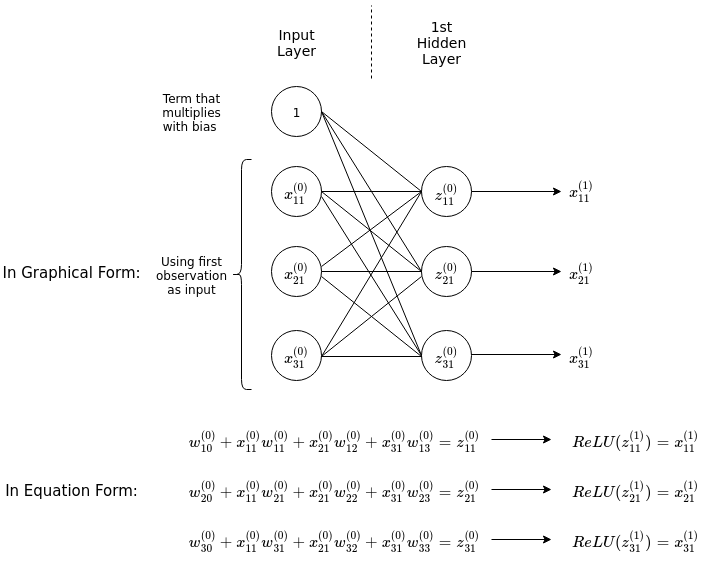 Input
Layer
1st
Hidden
Layer
Term that
multiplies
with bias
1
x_{11}^{(0)}
z_{11}^{(0)}
x_{11}^{(1)}
In Graphical Form:
Using first
observation
as input
x_{21}^{(0)}
z_{21}^{(0)}
x_{21}^{(1)}
x_{31}^{(0)}
z_{31}^{(0)}
x_{31}^{(1)}
In Equation Form:
w_{10}^{(0)} + x_{11}^{(0)} w_{11}^{(0)} + x_{21}^{(0)} w_{12}^{(0)} + x_{31}^{(0)} w_{13}^{(0)} = z_{11}^{(0)} → ReLU(z_{11}^{(1)}) = x_{11}^{(1)}
w_{20}^{(0)} + x_{11}^{(0)} w_{21}^{(0)} + x_{21}^{(0)} w_{22}^{(0)} + x_{31}^{(0)} w_{23}^{(0)} = z_{21}^{(0)} → ReLU(z_{21}^{(1)}) = x_{21}^{(1)}
w_{30}^{(0)} + x_{11}^{(0)} w_{31}^{(0)} + x_{21}^{(0)} w_{32}^{(0)} + x_{31}^{(0)} w_{33}^{(0)} = z_{31}^{(0)} → ReLU(z_{31}^{(1)}) = x_{31}^{(1)}